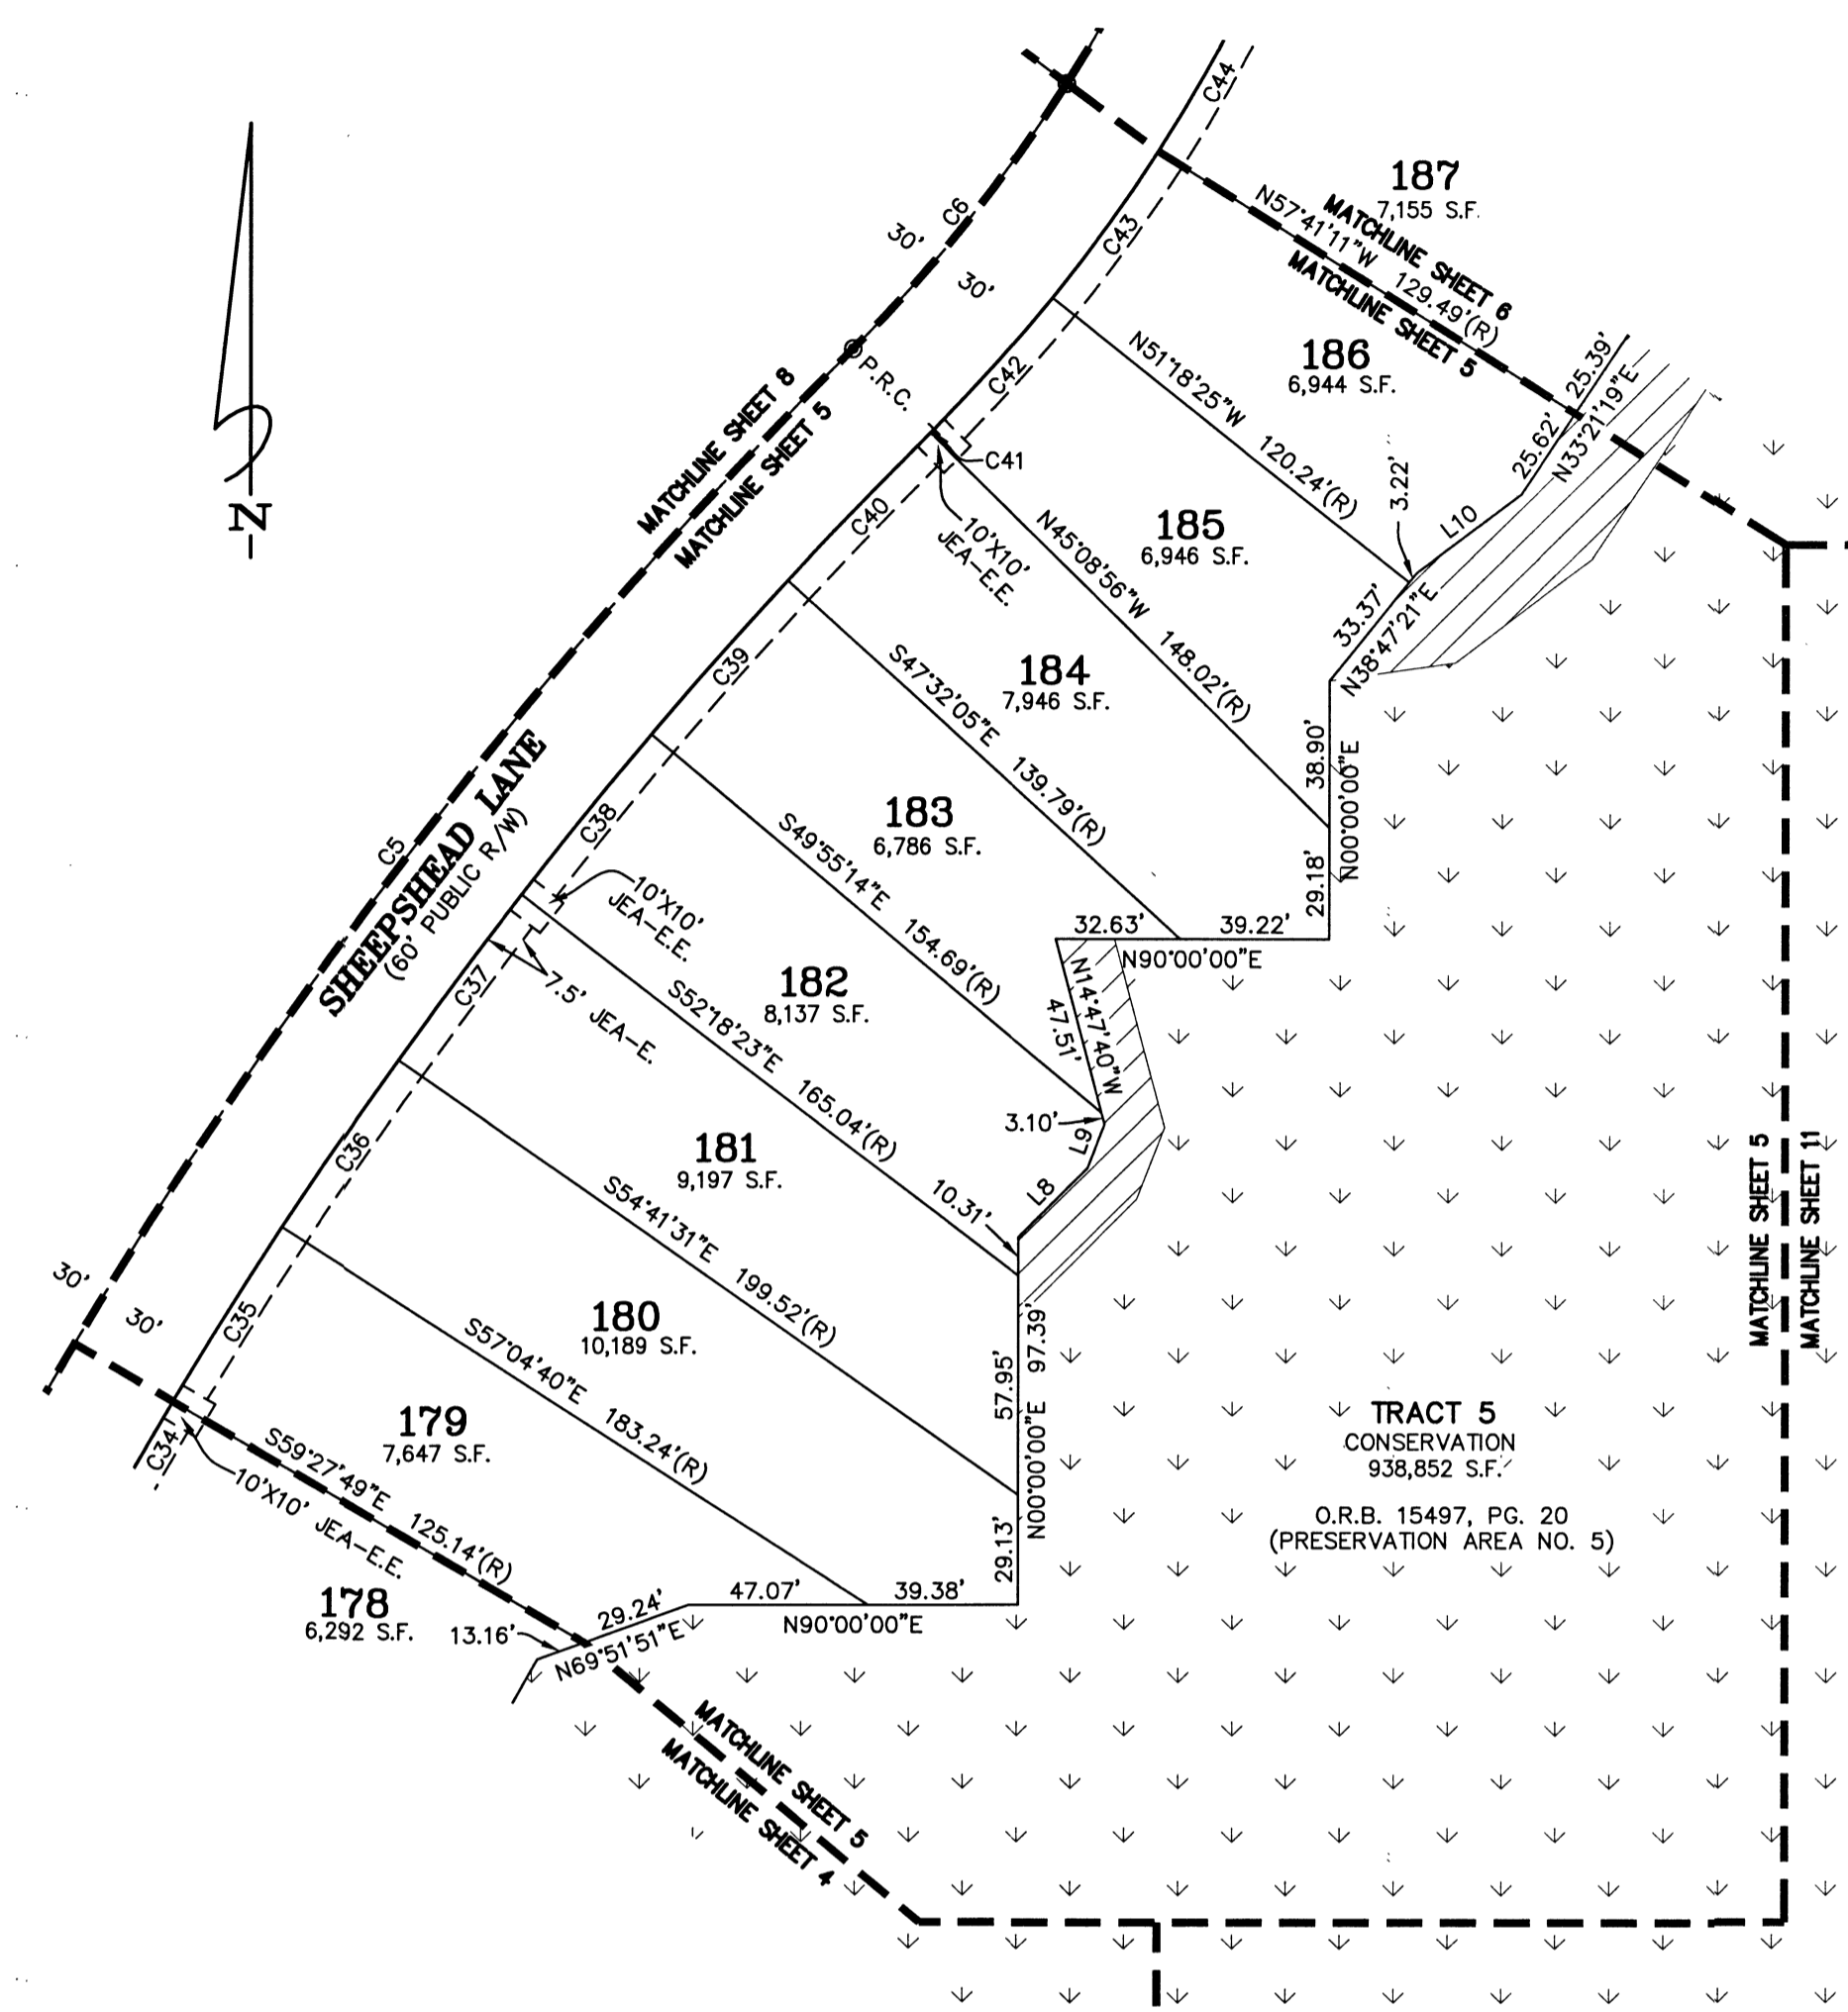 C44
187
7,155 S.F.
MATCHLINE SHEET 6
N57°41'11"W 129.49'(R)
MATCHLINE SHEET 5
C6
30'
30'
C43
P.R.C.
186
6,944 S.F.
N51°18'25"W 120.24'(R)
25.39'
25.62'
N33°21'19"E
L10
3.22'
C42
C41
MATCHLINE SHEET 8
MATCHLINE SHEET 5
N
C40
10'X10'
JEA-E.E.
185
6,946 S.F.
N45°08'56"W 148.02'(R)
33.37'
N38°47'21"E
C39
184
7,946 S.F.
S47°32'05"E 139.79'(R)
38.90'
29.18'
N00°00'00"E
C5
SHEEPSHEAD LANE
(60' PUBLIC R/W)
C38
183
6,786 S.F.
S49°55'14"E 154.69'(R)
10'X10'
JEA-E.E.
32.63'
39.22'
N90°00'00"E
C37
7.5' JEA-E.
182
8,137 S.F.
S52°18'23"E 165.04'(R)
N14°47'40"W
47.51'
3.10'
L9
L8
10.31'
C36
181
9,197 S.F.
S54°41'31"E 199.52'(R)
MATCHLINE SHEET 5
MATCHLINE SHEET 11
30'
30'
C35
180
10,189 S.F.
S57°04'40"E 183.24'(R)
57.95'
29.13'
N00°00'00"E 97.39'
TRACT 5
CONSERVATION
938,852 S.F.
O.R.B. 15497, PG. 20
(PRESERVATION AREA NO. 5)
C34
179
7,647 S.F.
S59°27'49"E 125.14'(R)
10'X10' JEA-E.E.
178
6,292 S.F.
13.16'
29.24'
N69°51'51"E
47.07'
39.38'
N90°00'00"E
MATCHLINE SHEET 5
MATCHLINE SHEET 4